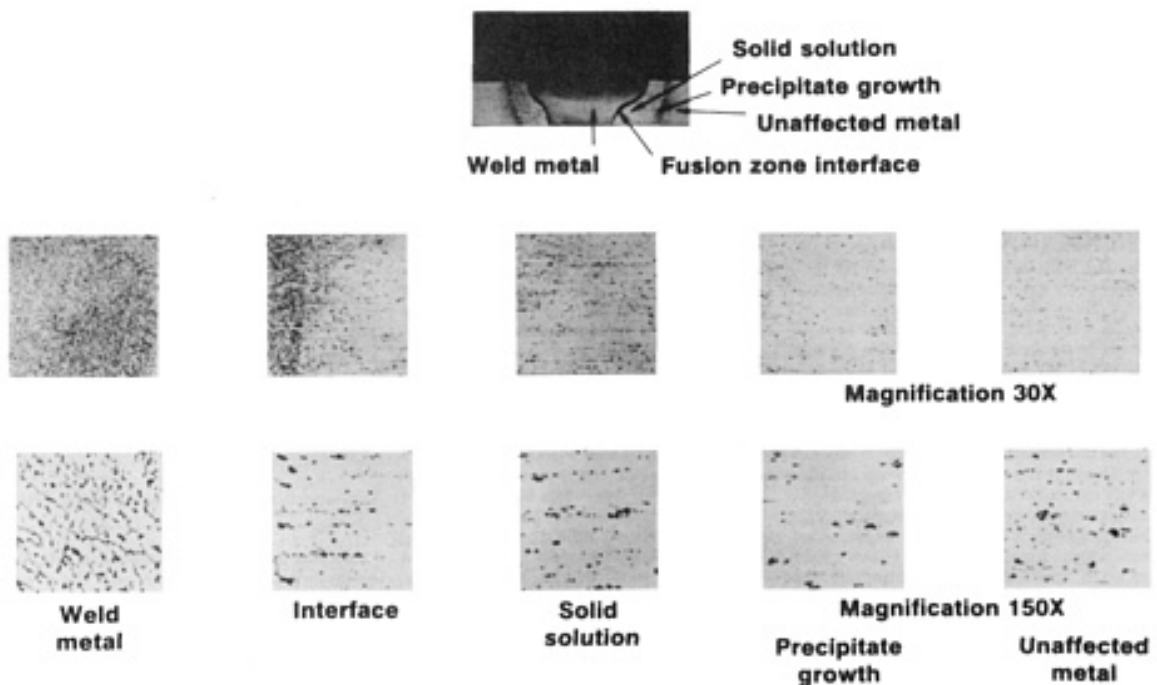 Solid solution
Precipitate growth
Unaffected metal
Weld metal
Fusion zone interface
Magnification 30X
Weld
metal
Interface
Solid
solution
Magnification 150X
Precipitate
growth
Unaffected
metal